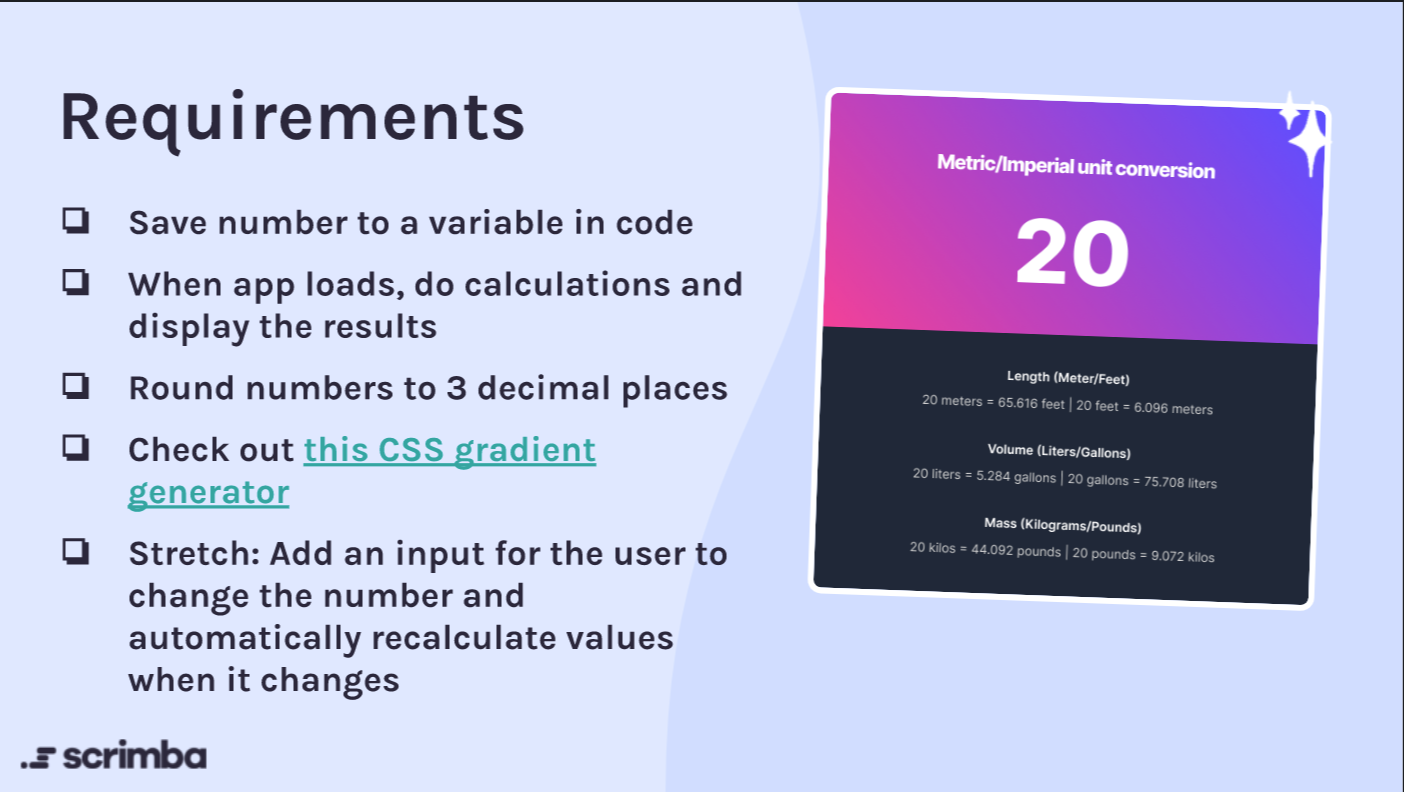 Requirements
Save number to a variable in code
When app loads, do calculations and
display the results
Round numbers to 3 decimal places
Check out this CSS gradient
generator
Stretch: Add an input for the user to
change the number and
automatically recalculate values
when it changes
scrimba
Metric/Imperial unit conversion
20
Length (Meter/Feet)
20 meters = 65.616 feet | 20 feet = 6.096 meters
Volume (Liters/Gallons)
20 liters = 5.284 gallons | 20 gallons = 75.708 liters
Mass (Kilograms/Pounds)
20 kilos = 44.092 pounds | 20 pounds = 9.072 kilos